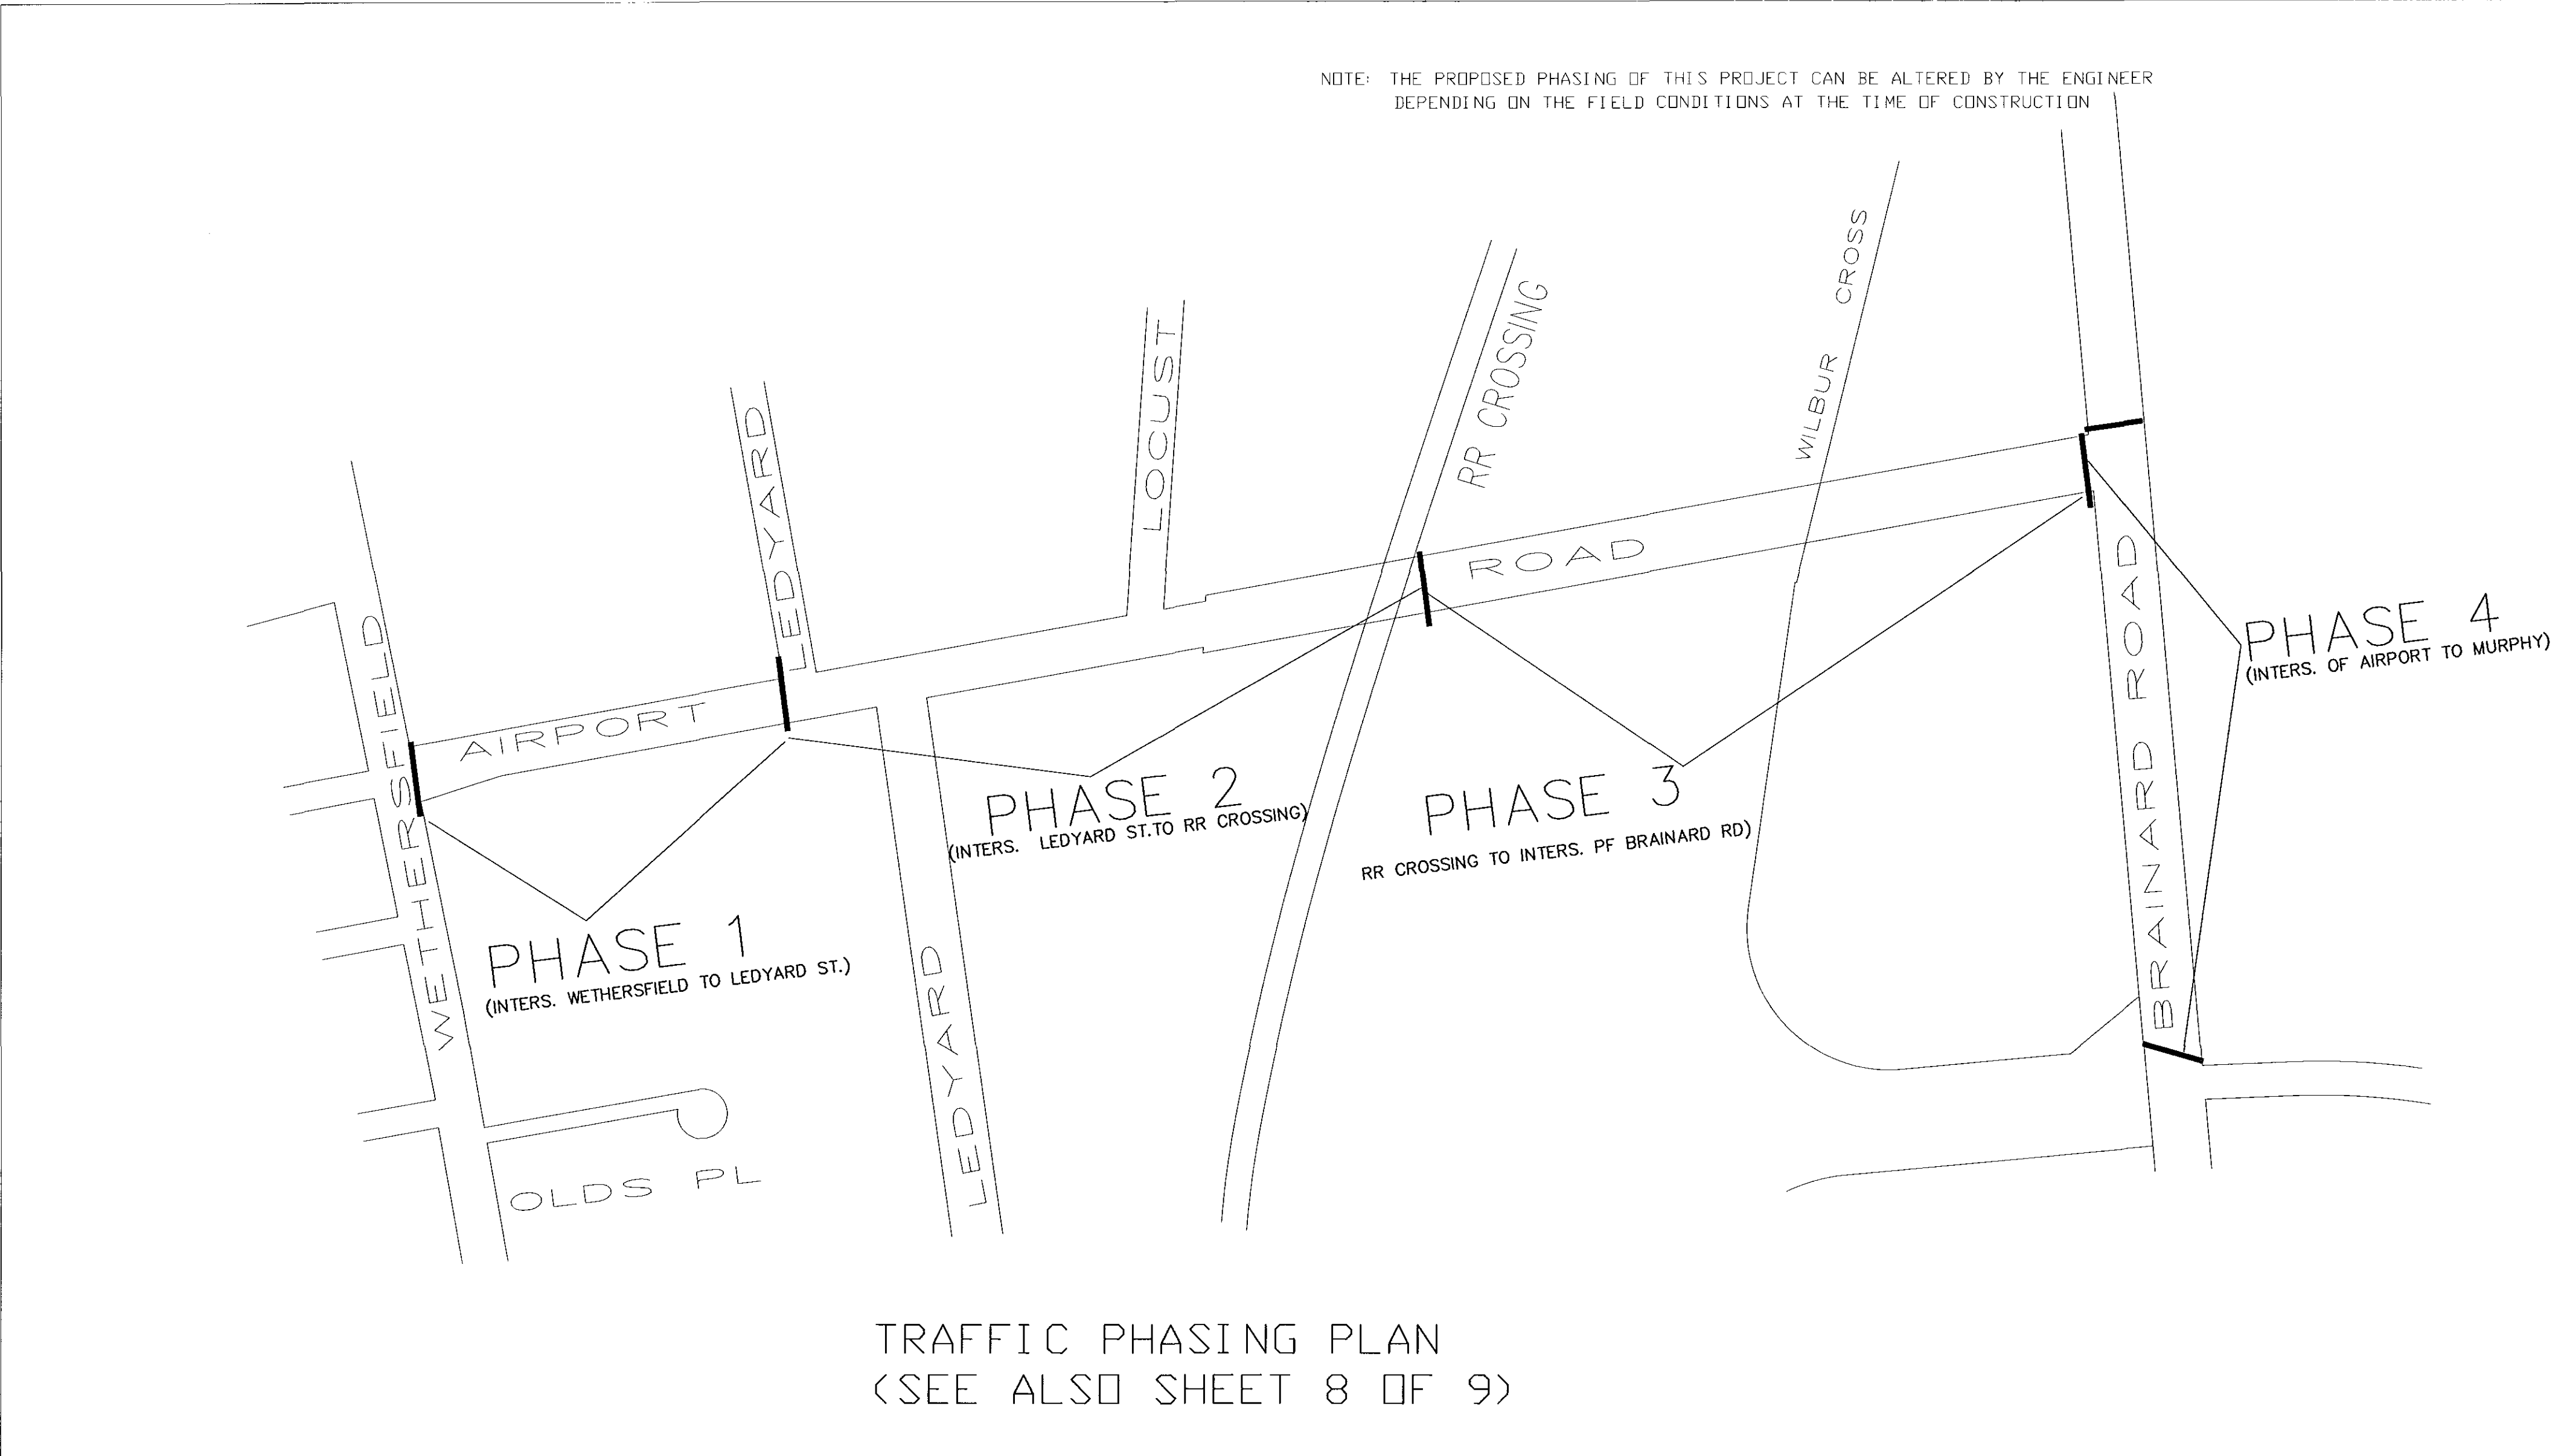 NOTE: THE PROPOSED PHASING OF THIS PROJECT CAN BE ALTERED BY THE ENGINEER
DEPENDING ON THE FIELD CONDITIONS AT THE TIME OF CONSTRUCTION
WETHERSFIELD
LEDYARD
LOCUST
RR CROSSING
WILBUR CROSS
AIRPORT
ROAD
BRAINARD ROAD
PHASE 4
(INTERS. OF AIRPORT TO MURPHY)
PHASE 2
(INTERS. LEDYARD ST.TO RR CROSSING)
PHASE 3
RR CROSSING TO INTERS. PF BRAINARD RD)
PHASE 1
(INTERS. WETHERSFIELD TO LEDYARD ST.)
LEDYARD
OLDS PL
TRAFFIC PHASING PLAN
(SEE ALSO SHEET 8 OF 9)